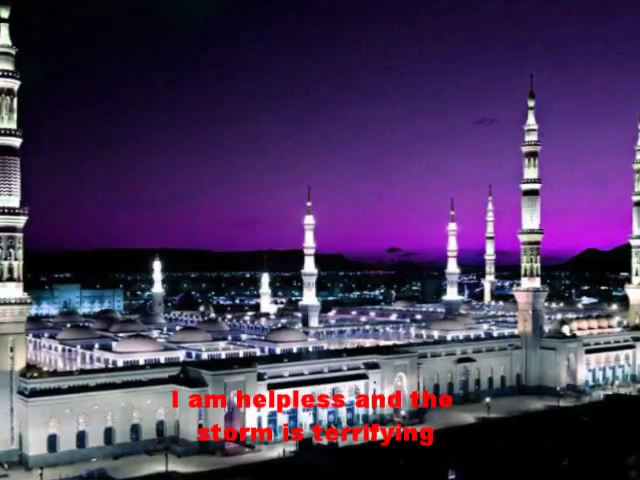 I am helpless and the
storm is terrifying